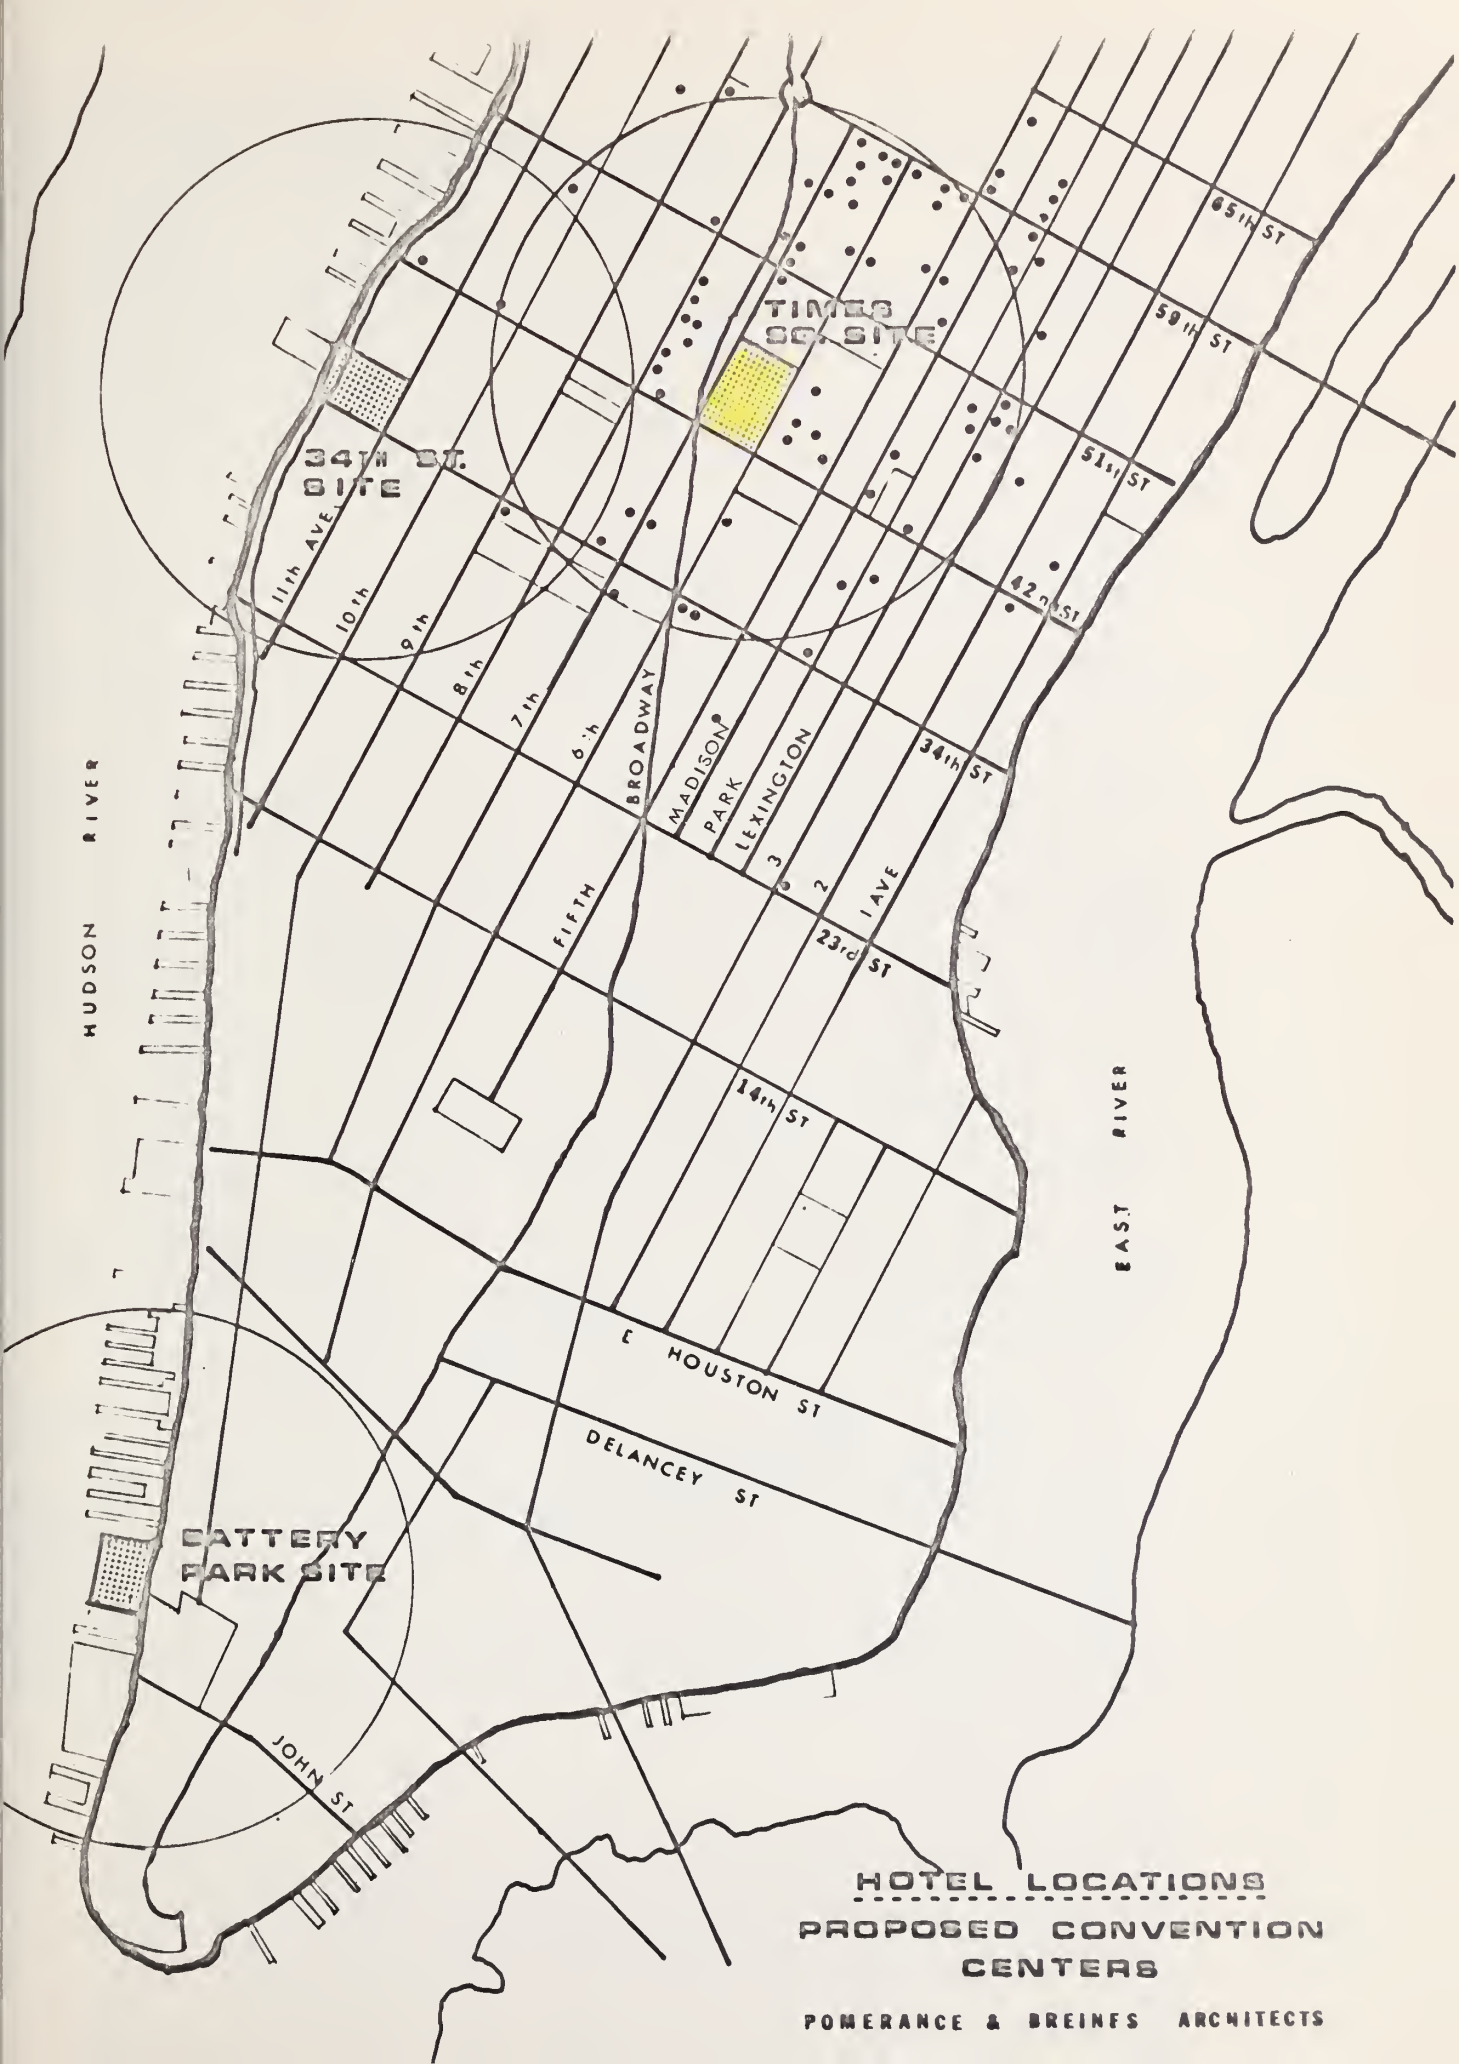 65th ST
59th ST
TIMES
SQ. SITE
51st ST
34TH ST.
SITE
42nd ST
11th AVE.
10th
9th
8th
7th
6th
BROADWAY
MADISON
PARK
LEXINGTON
3
2
1 AVE
34th ST
23rd ST
FIFTH
HUDSON RIVER
14th ST
EAST RIVER
E HOUSTON ST
DELANCEY ST
BATTERY
PARK SITE
JOHN ST
HOTEL LOCATIONS
PROPOSED CONVENTION
CENTERS
POMERANCE & BREINES ARCHITECTS